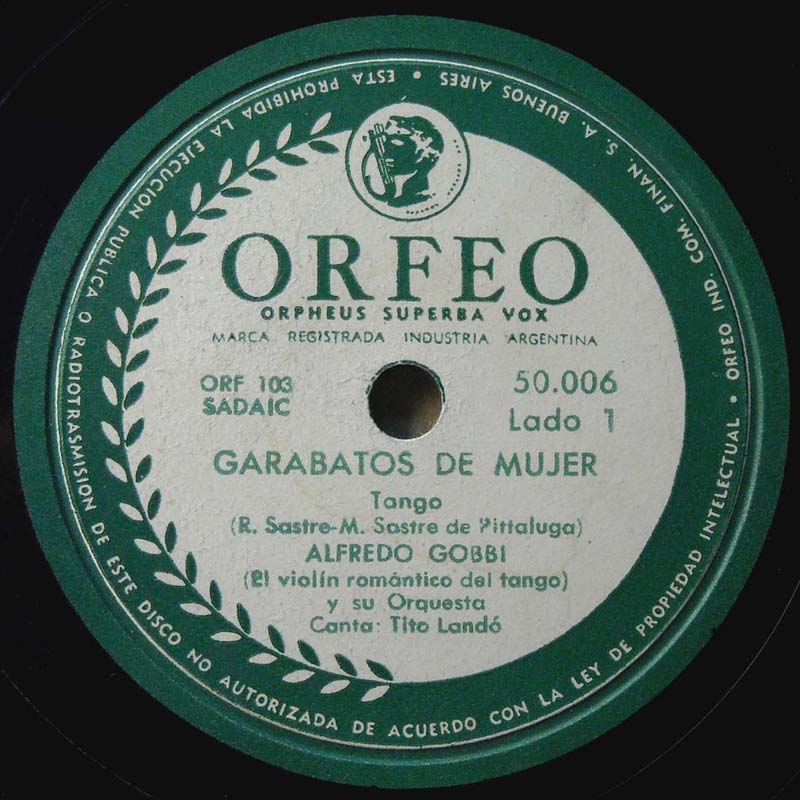 ORFEO
ORPHEUS SUPERBA VOX
MARCA REGISTRADA INDUSTRIA ARGENTINA
ORF 103
SADAIC
50.006
Lado 1
GARABATOS DE MUJER
Tango
(R. Sastre-M. Sastre de Pittaluga)
ALFREDO GOBBI
(El violín romántico del tango)
y su Orquesta
Canta: Tito Landó
ORFEO IND. COM. FINAN. S. A. BUENOS AIRES • ESTA PROHIBIDA LA EJECUCION PUBLICA O RADIOTRASMISION DE ESTE DISCO NO AUTORIZADA DE ACUERDO CON LA LEY DE PROPIEDAD INTELECTUAL •